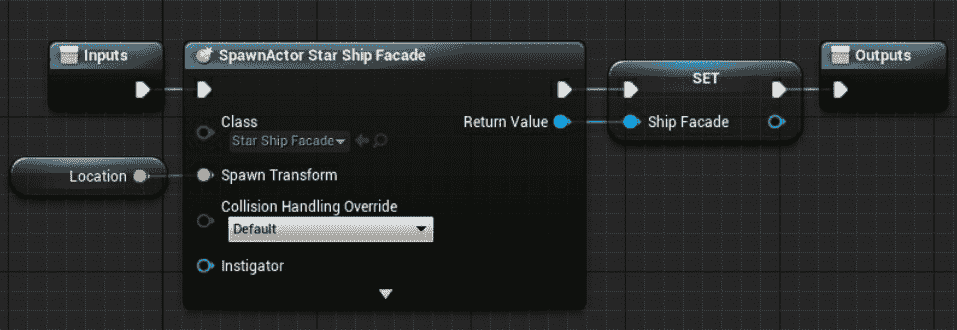 Inputs
SpawnActor Star Ship Facade
SET
Outputs
Class
Star Ship Facade
Return Value
Ship Facade
Location
Spawn Transform
Collision Handling Override
Default
Instigator